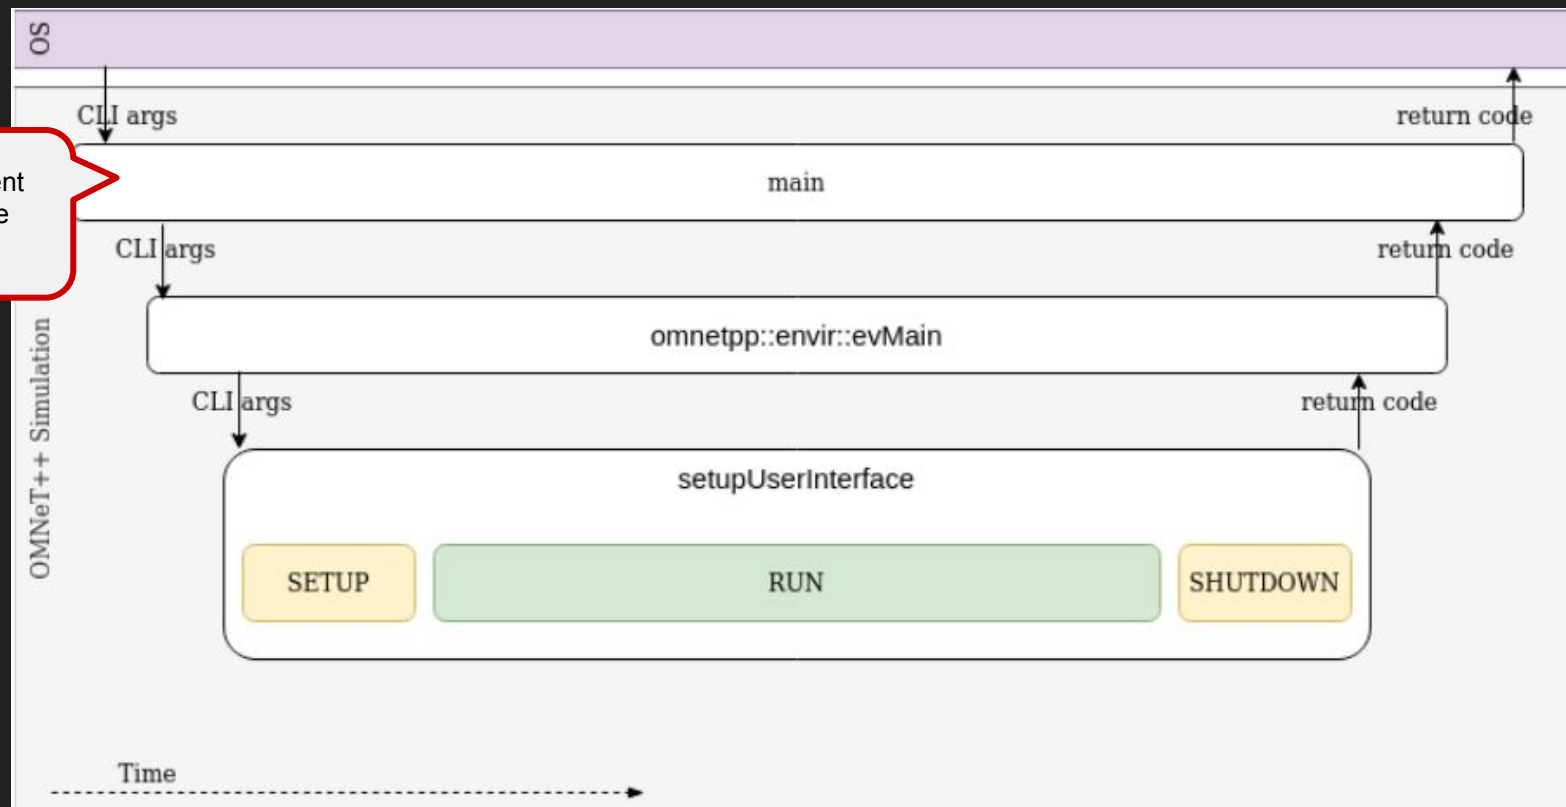 OS
CLI args
return code
main
CLI args
return code
omnetpp::envir::evMain
CLI args
return code
OMNeT++ Simulation
setupUserInterface
SETUP
RUN
SHUTDOWN
Time